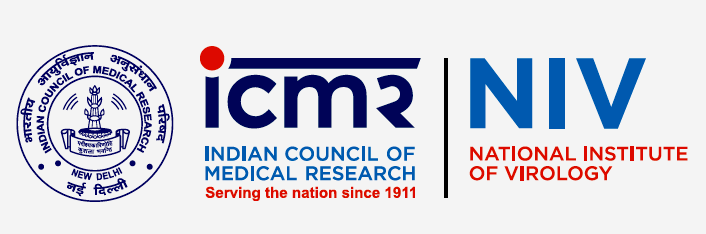 भारतीय आयुर्विज्ञान अनुसंधान परिषद
INDIAN COUNCIL OF MEDICAL RESEARCH
NEW DELHI
नई दिल्ली
icmr
INDIAN COUNCIL OF
MEDICAL RESEARCH
Serving the nation since 1911
NIV
NATIONAL INSTITUTE
OF VIROLOGY